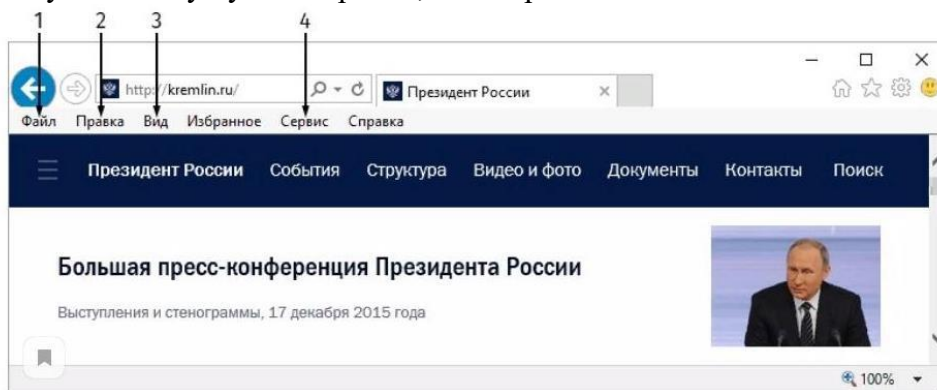 1 2 3 4
http://kremlin.ru/ Президент России
Файл Правка Вид Избранное Сервис Справка
Президент России События Структура Видео и фото Документы Контакты Поиск
Большая пресс-конференция Президента России
Выступления и стенограммы, 17 декабря 2015 года
100%